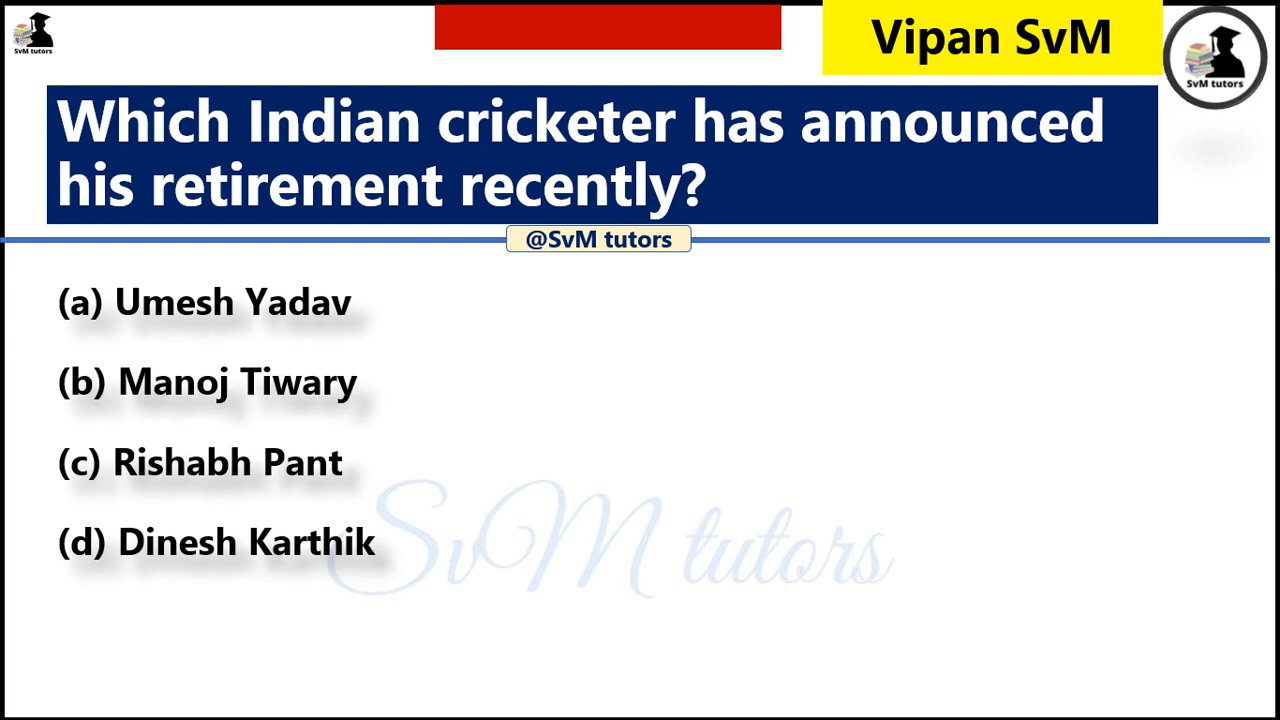 SvM tutors
Vipan SvM
SvM tutors
Which Indian cricketer has announced
his retirement recently?
@SvM tutors
(a) Umesh Yadav
(b) Manoj Tiwary
(c) Rishabh Pant
(d) Dinesh Karthik
SvM tutors